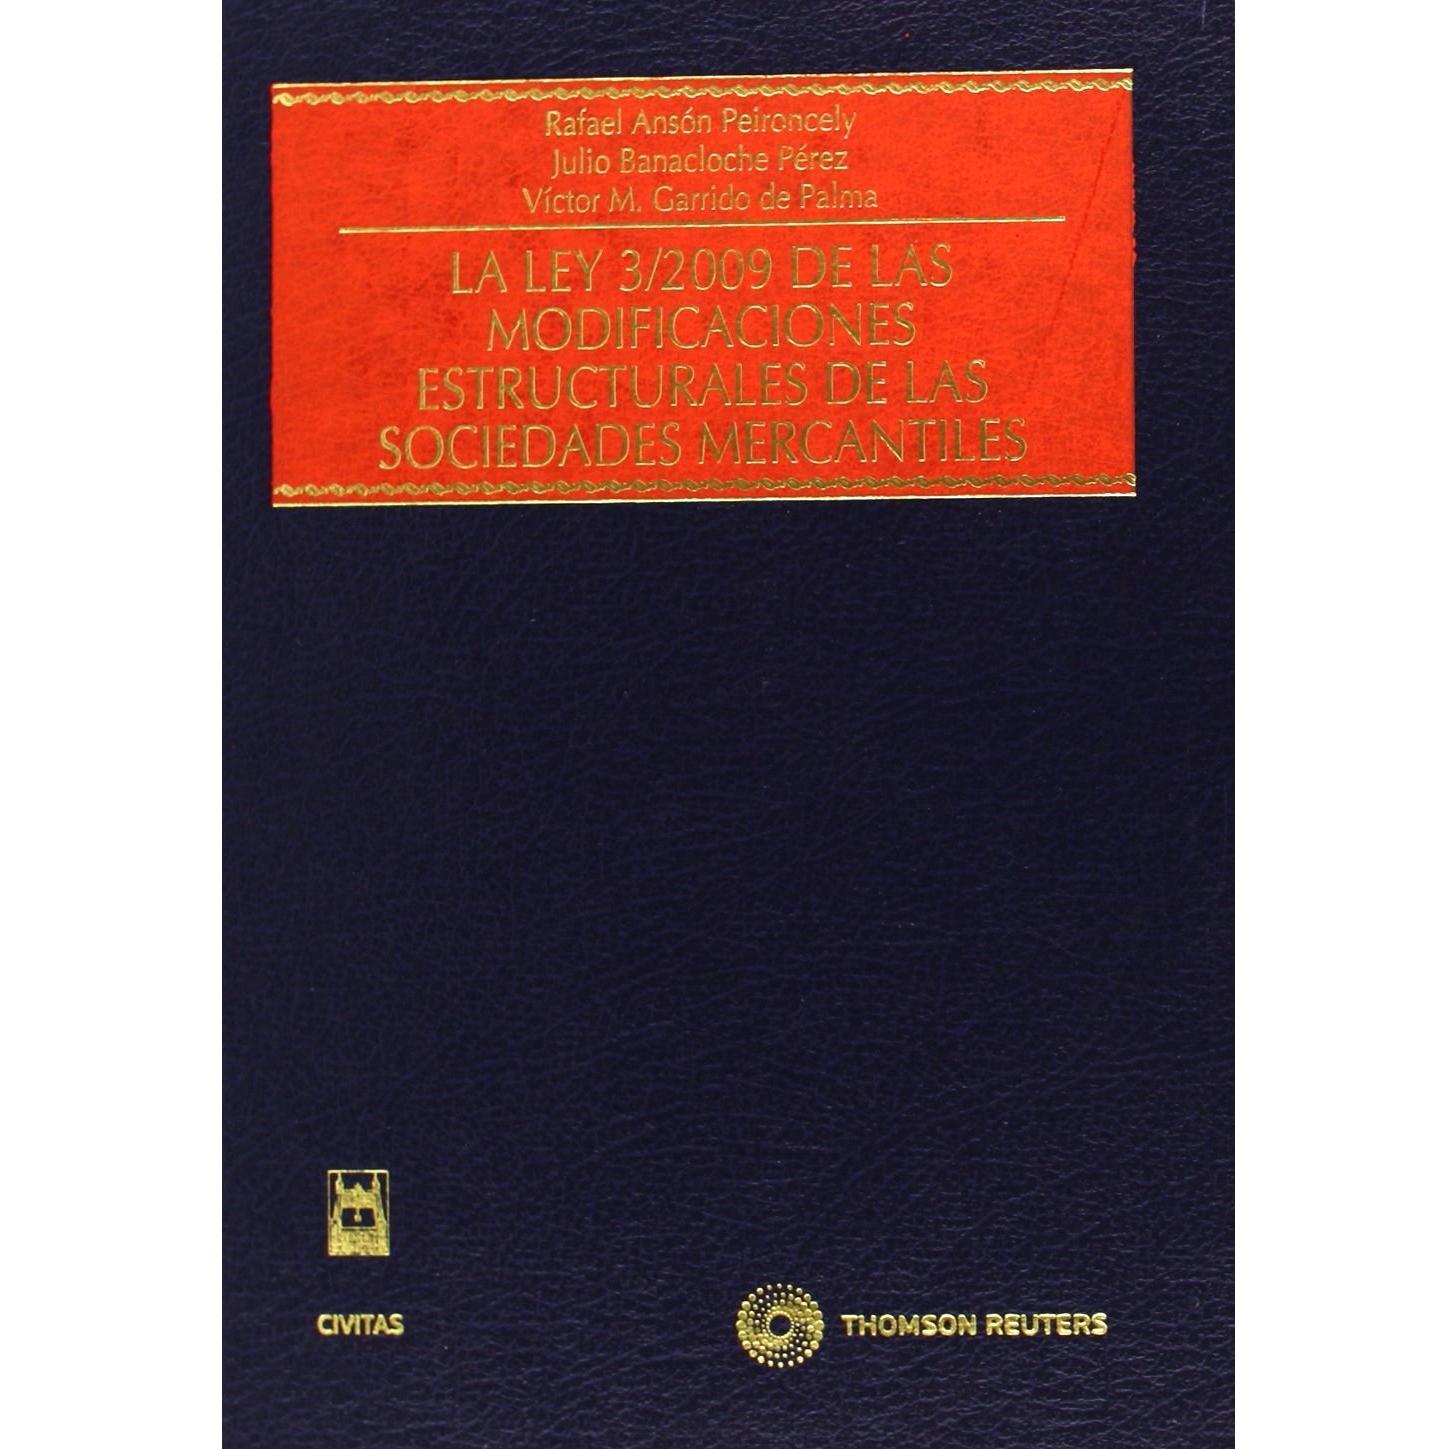 Rafael Ansón Peironcely
Julio Banacloche Pérez
Víctor M. Garrido de Palma
LA LEY 3/2009 DE LAS
MODIFICACIONES
ESTRUCTURALES DE LAS
SOCIEDADES MERCANTILES
CIVITAS
THOMSON REUTERS